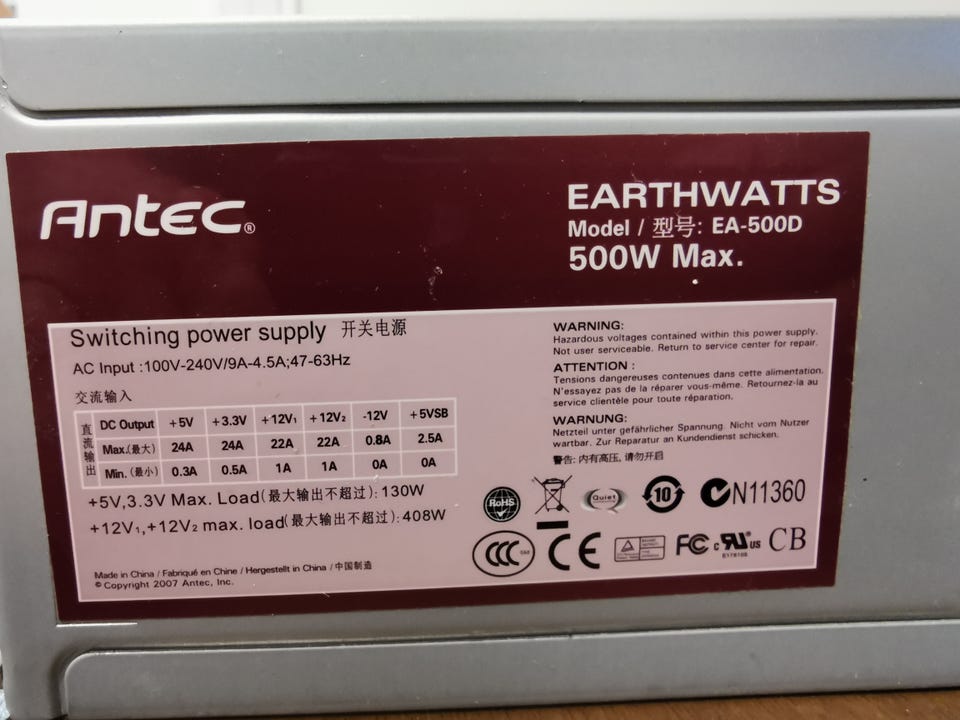 Antec®
EARTHWATTS
Model / 型号: EA-500D
500W Max.
Switching power supply 开关电源
AC Input :100V-240V/9A-4.5A;47-63Hz
交流输入
直流输出
DC Output +5V +3.3V +12V₁ +12V₂ -12V +5VSB
Max.(最大) 24A 24A 22A 22A 0.8A 2.5A
Min.(最小) 0.3A 0.5A 1A 1A 0A 0A
+5V,3.3V Max. Load(最大输出不超过): 130W
+12V₁,+12V₂ max. load(最大输出不超过): 408W
Made in China / Fabriqué en Chine / Hergestellt in China / 中国制造
© Copyright 2007 Antec, Inc.
WARNING:
Hazardous voltages contained within this power supply.
Not user serviceable. Return to service center for repair.
ATTENTION :
Tensions dangereuses contenues dans cette alimentation.
N'essayez pas de la réparer vous-même. Retournez-la au
service clientèle pour toute réparation.
WARNUNG:
Netzteil unter gefährlicher Spannung. Nicht vom Nutzer
wartbar. Zur Reparatur an Kundendienst schicken.
警告: 内有高压, 请勿开启
RoHS Quiet 10 N11360
CCC S&E CE FC c RU us CB